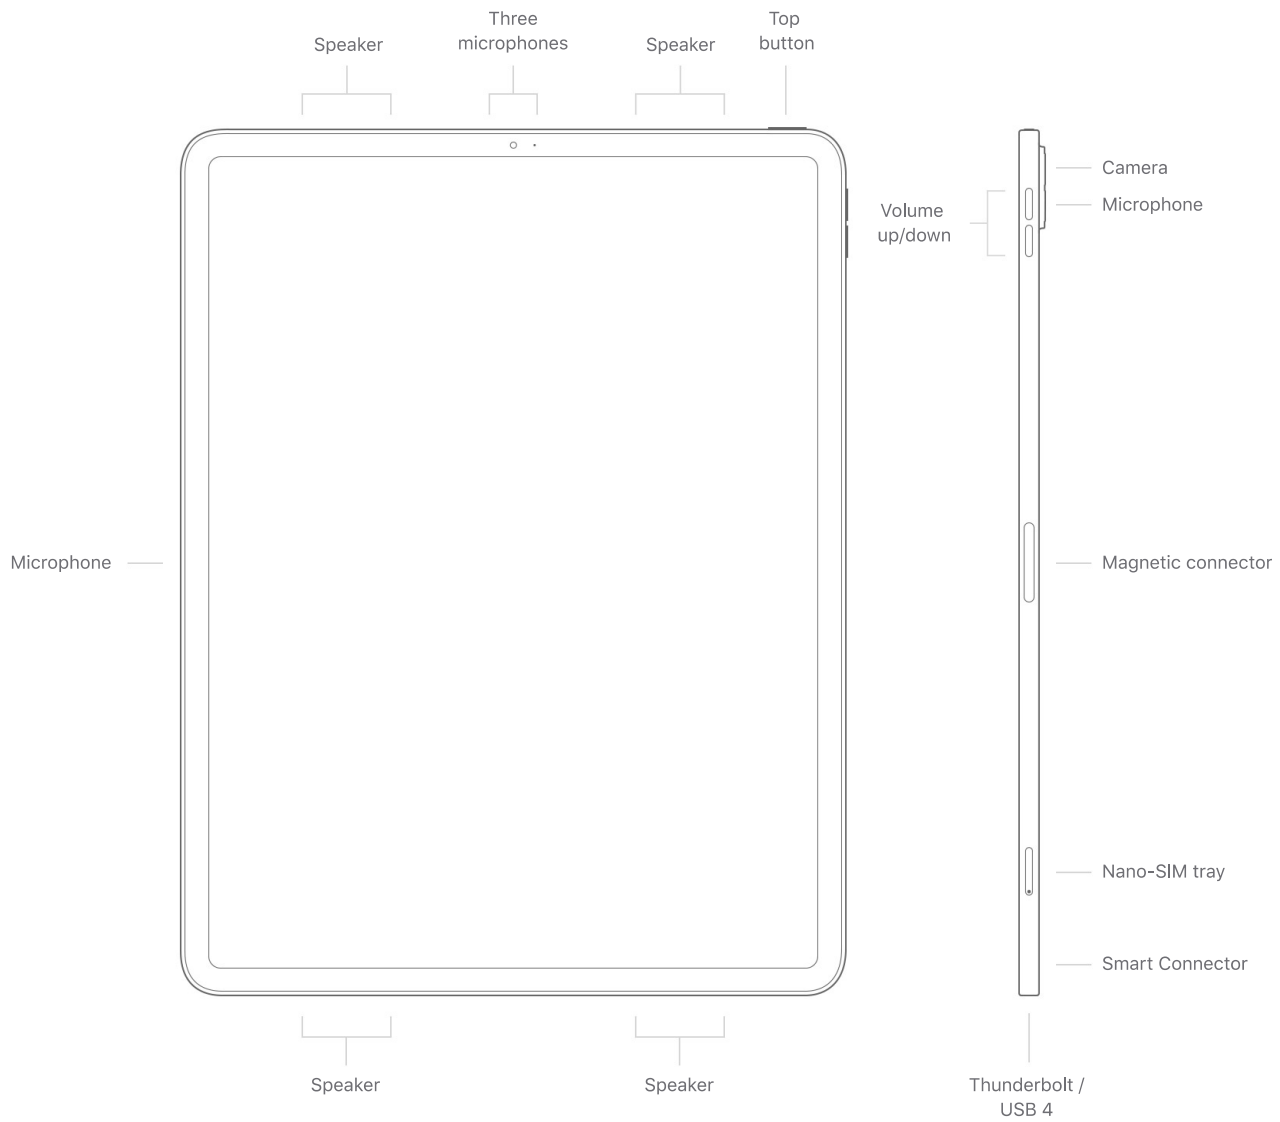 Speaker
Three
microphones
Speaker
Top
button
Camera
Microphone
Volume
up/down
Microphone
Magnetic connector
Nano-SIM tray
Smart Connector
Speaker
Speaker
Thunderbolt /
USB 4